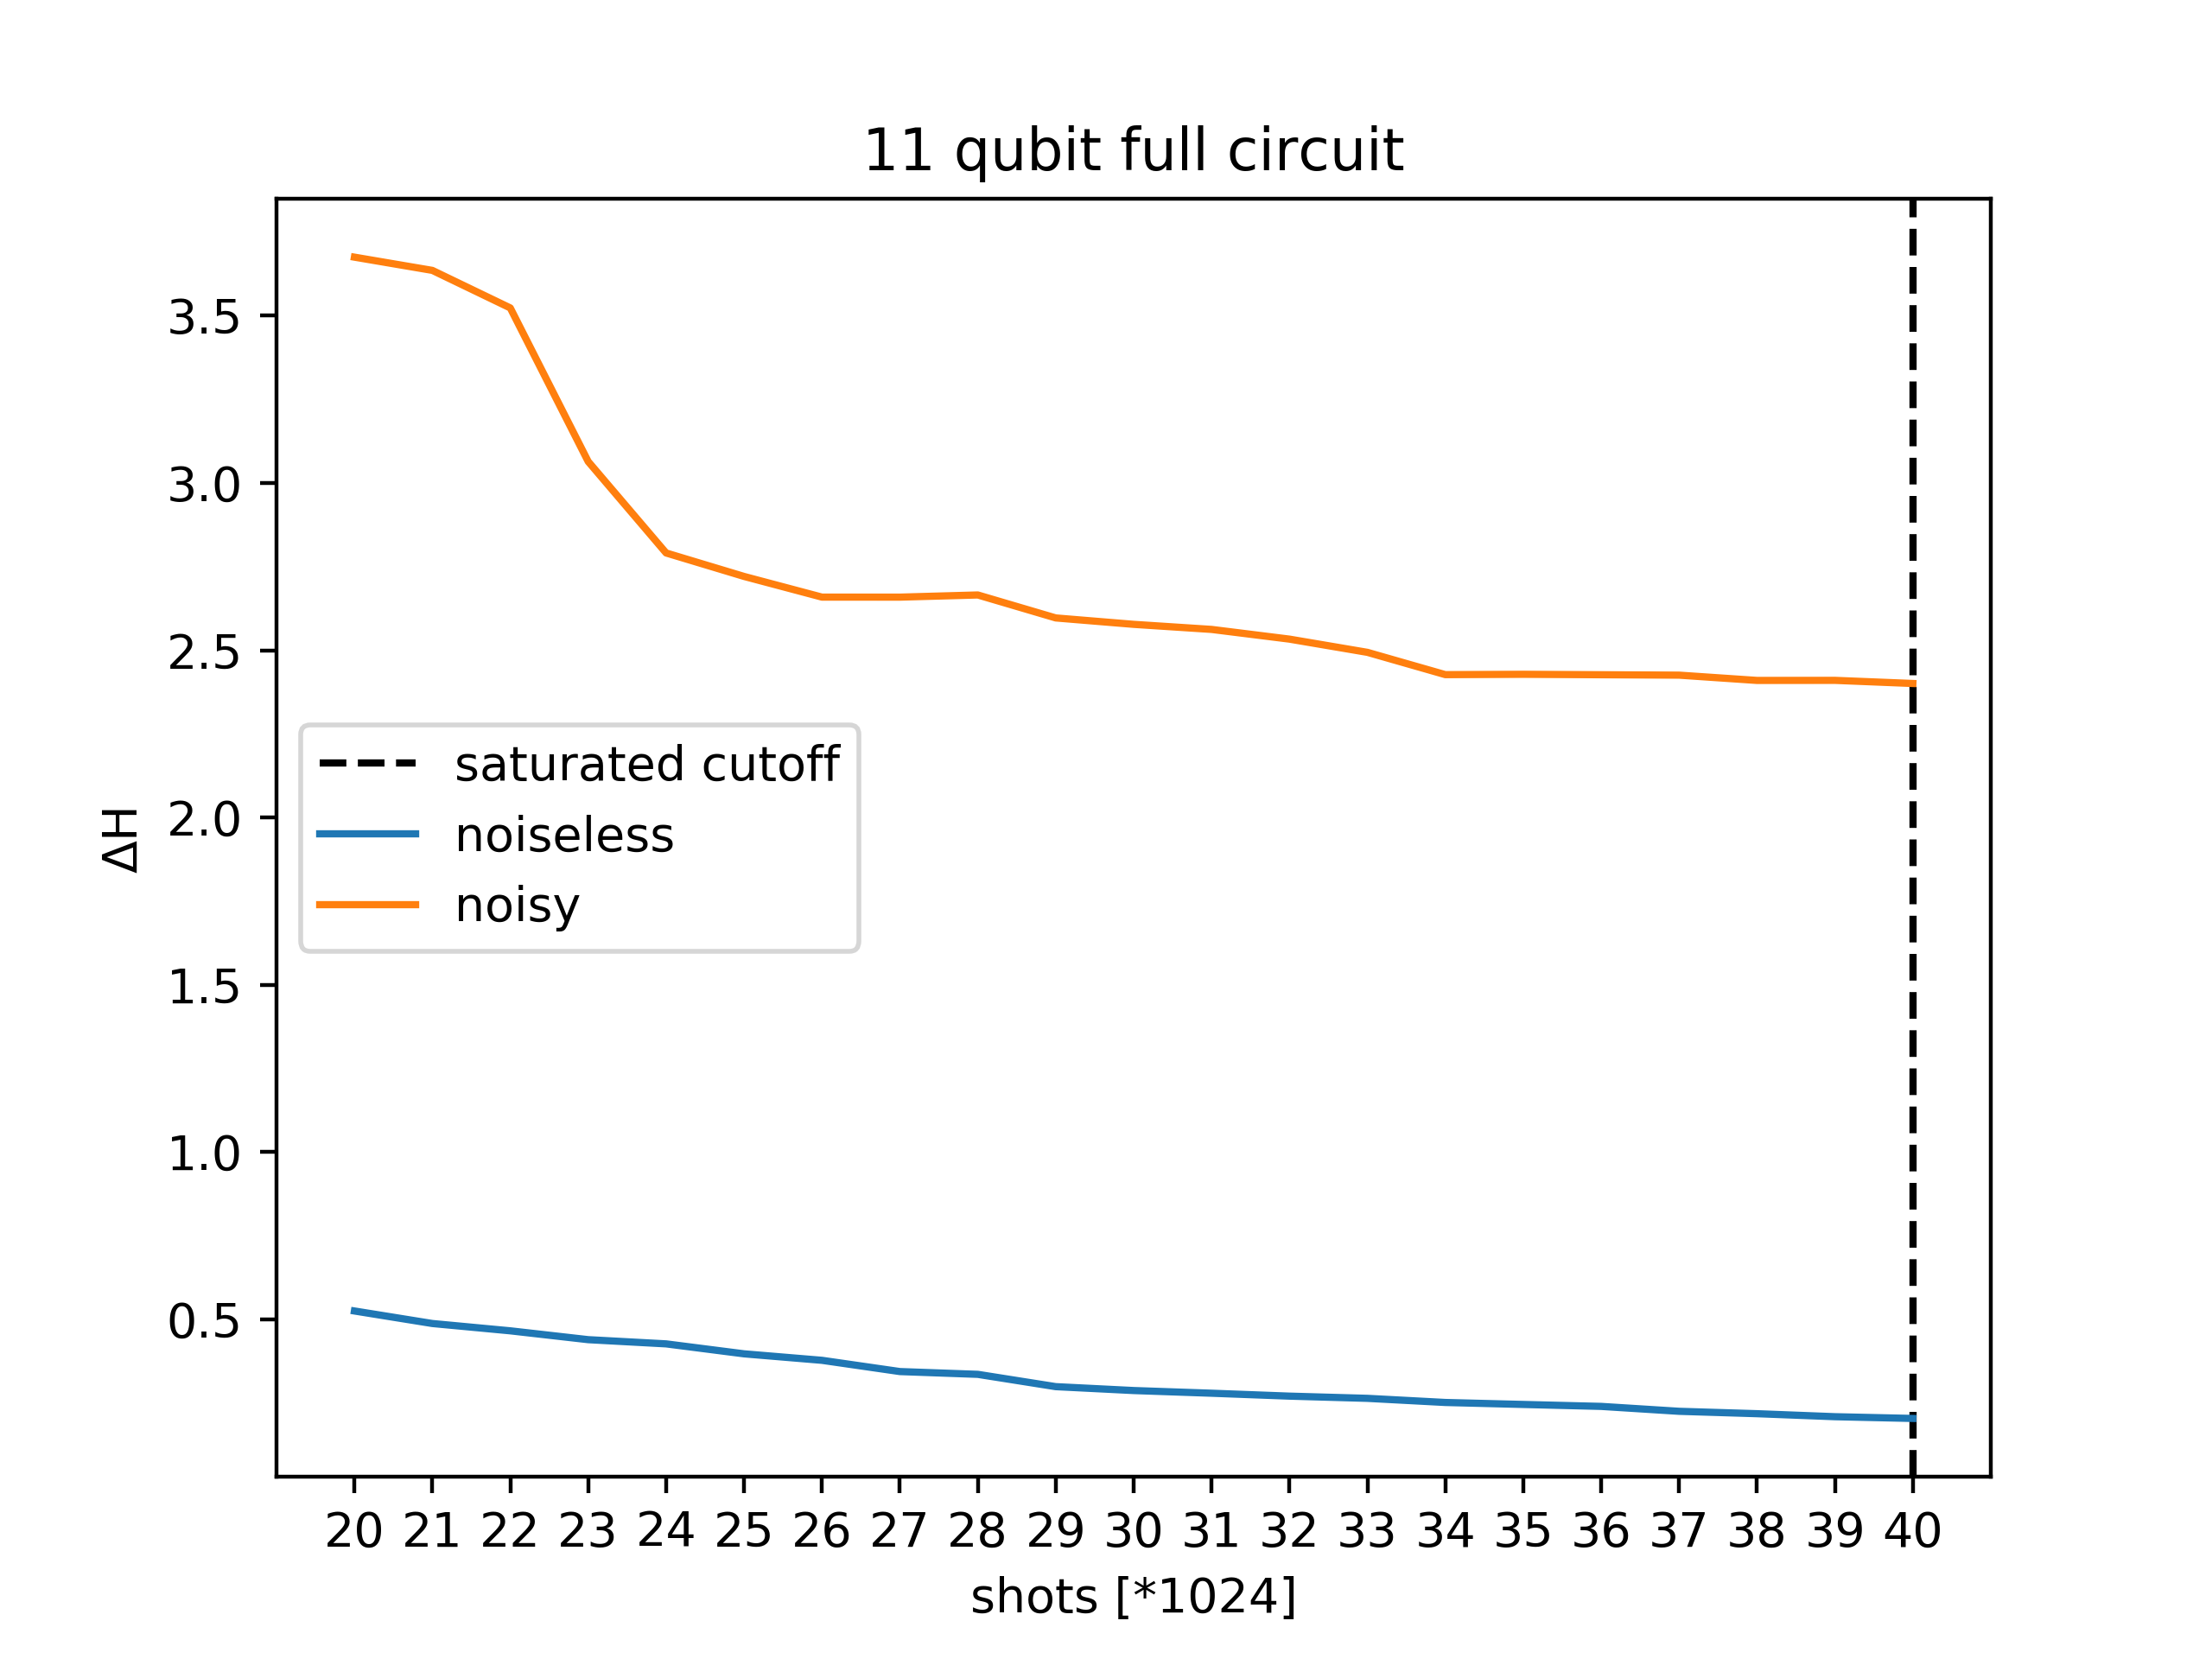 11 qubit full circuit
3.5
3.0
2.5
2.0
1.5
1.0
0.5
ΔH
saturated cutoff
noiseless
noisy
20 21 22 23 24 25 26 27 28 29 30 31 32 33 34 35 36 37 38 39 40
shots [*1024]